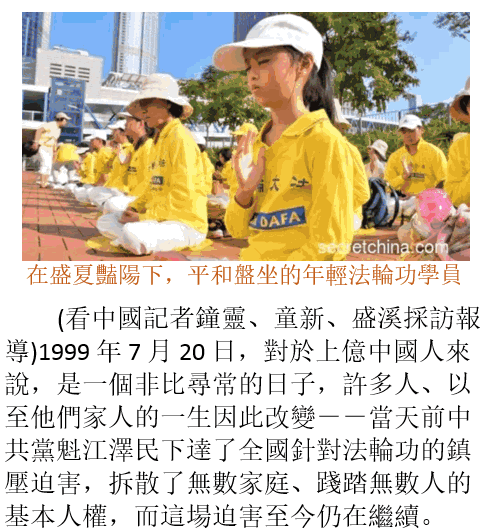 DAFA
secretchina.com
在盛夏豔陽下，平和盤坐的年輕法輪功學員
(看中國記者鐘靈、童新、盛溪採訪報
導)1999 年 7 月 20 日，對於上億中國人來
說，是一個非比尋常的日子，許多人、以
至他們家人的一生因此改變－－當天前中
共黨魁江澤民下達了全國針對法輪功的鎮
壓迫害，拆散了無數家庭、踐踏無數人的
基本人權，而這場迫害至今仍在繼續。